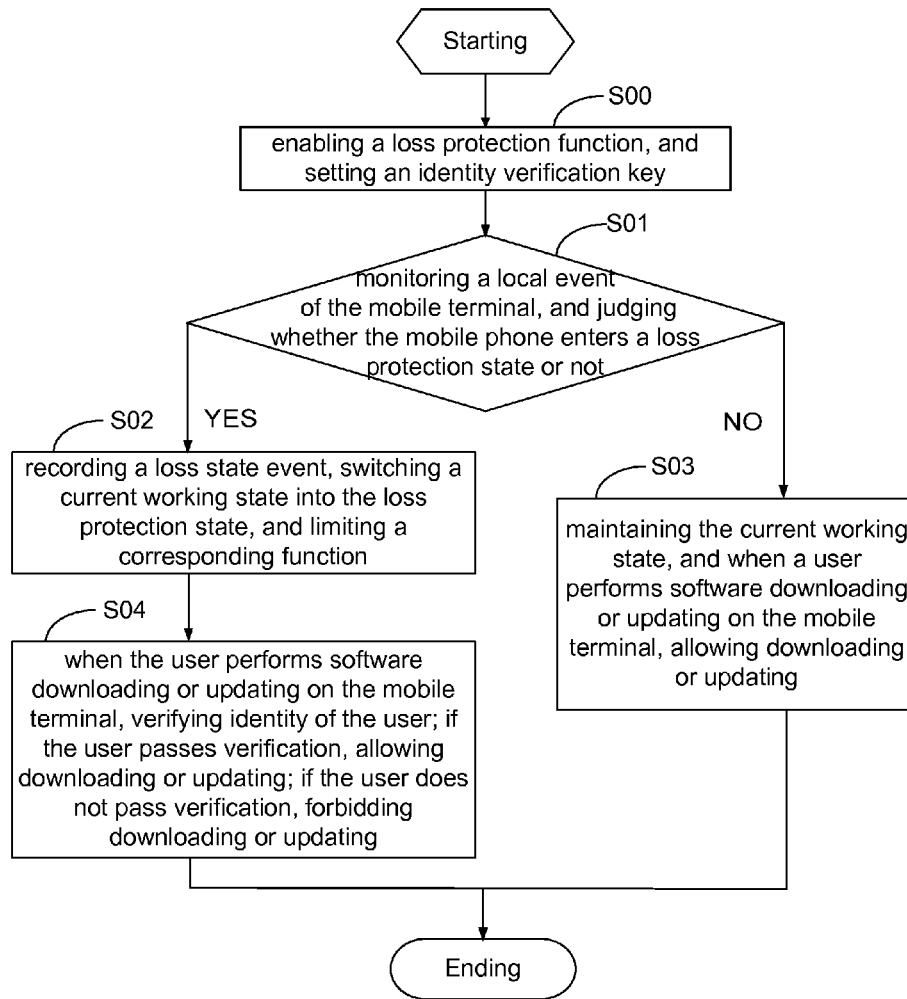 Starting
S00
enabling a loss protection function, and
setting an identity verification key
S01
monitoring a local event
of the mobile terminal, and judging
whether the mobile phone enters a loss
protection state or not
YES
NO
S02
recording a loss state event, switching a
current working state into the loss
protection state, and limiting a
corresponding function
S03
maintaining the current working
state, and when a user
performs software downloading
or updating on the mobile
terminal, allowing downloading
or updating
S04
when the user performs software
downloading or updating on the mobile
terminal, verifying identity of the user; if
the user passes verification, allowing
downloading or updating; if the user does
not pass verification, forbidding
downloading or updating
Ending